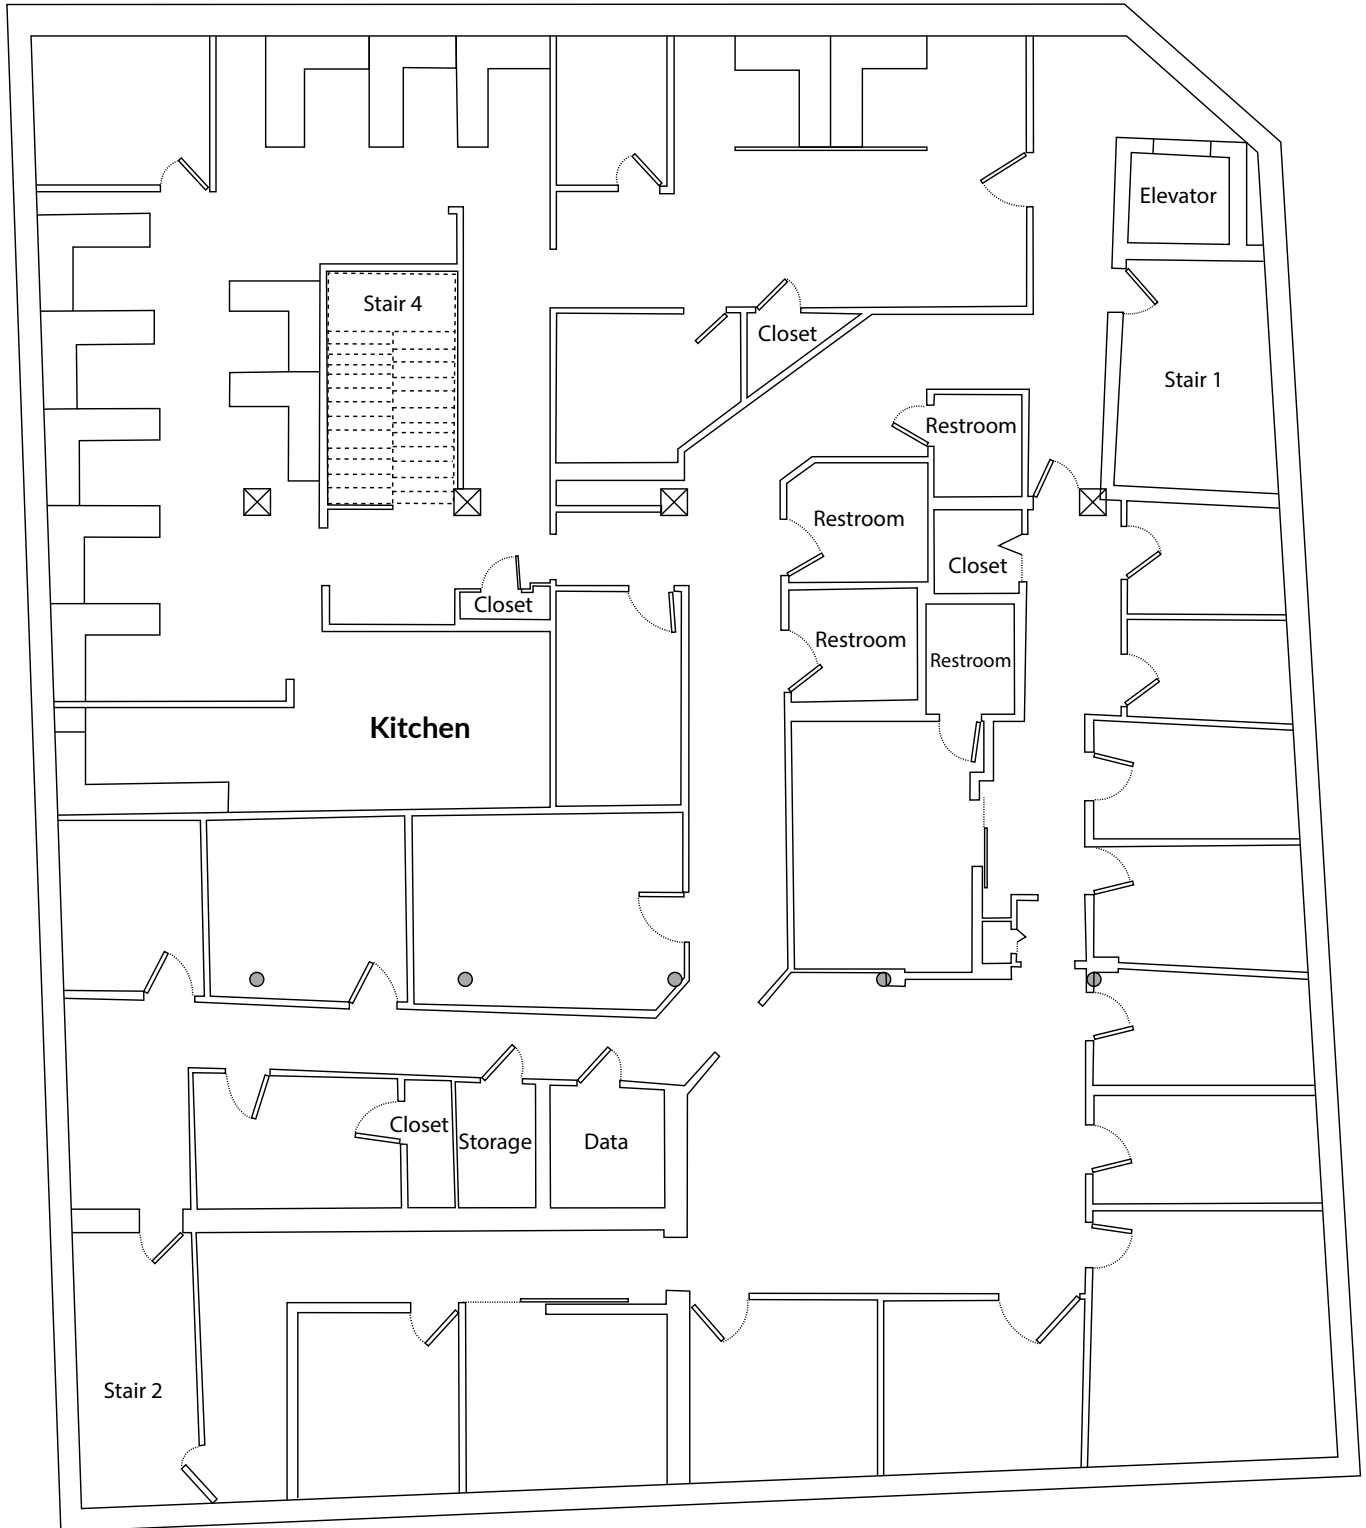 Elevator
Stair 4
Closet
Stair 1
Restroom
Restroom
Closet
Closet
Restroom
Restroom
Kitchen
Closet
Storage
Data
Stair 2